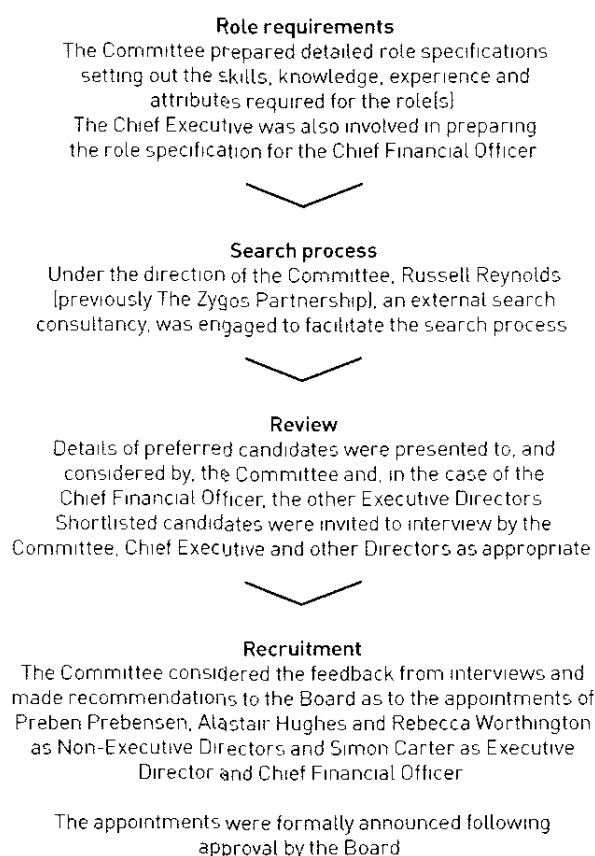 Role requirements
The Committee prepared detailed role specifications
setting out the skills, knowledge, experience and
attributes required for the role(s)
The Chief Executive was also involved in preparing
the role specification for the Chief Financial Officer
Search process
Under the direction of the Committee, Russell Reynolds
(previously The Zygos Partnership), an external search
consultancy, was engaged to facilitate the search process
Review
Details of preferred candidates were presented to, and
considered by, the Committee and, in the case of the
Chief Financial Officer, the other Executive Directors
Shortlisted candidates were invited to interview by the
Committee, Chief Executive and other Directors as appropriate
Recruitment
The Committee considered the feedback from interviews and
made recommendations to the Board as to the appointments of
Preben Prebensen, Alastair Hughes and Rebecca Worthington
as Non-Executive Directors and Simon Carter as Executive
Director and Chief Financial Officer
The appointments were formally announced following
approval by the Board